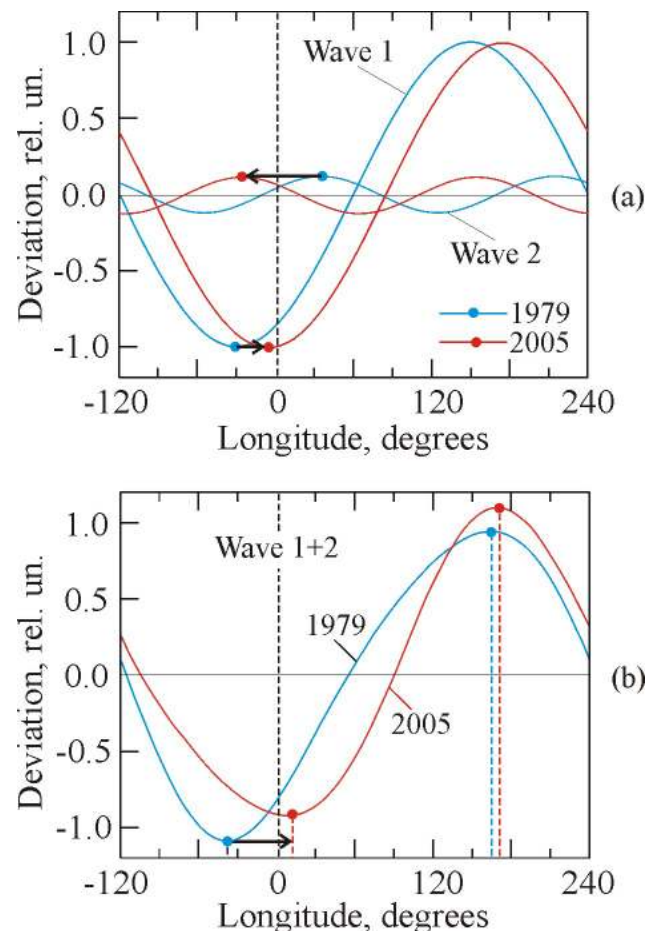 1.0
Wave 1
0.5
0.0
(a)
Wave 2
-0.5
1979
2005
-1.0
-120 0 120 240
Longitude, degrees
Deviation, rel. un.
1.0
Wave 1+2
0.5
1979
0.0
(b)
2005
-0.5
-1.0
-120 0 120 240
Longitude, degrees
Deviation, rel. un.